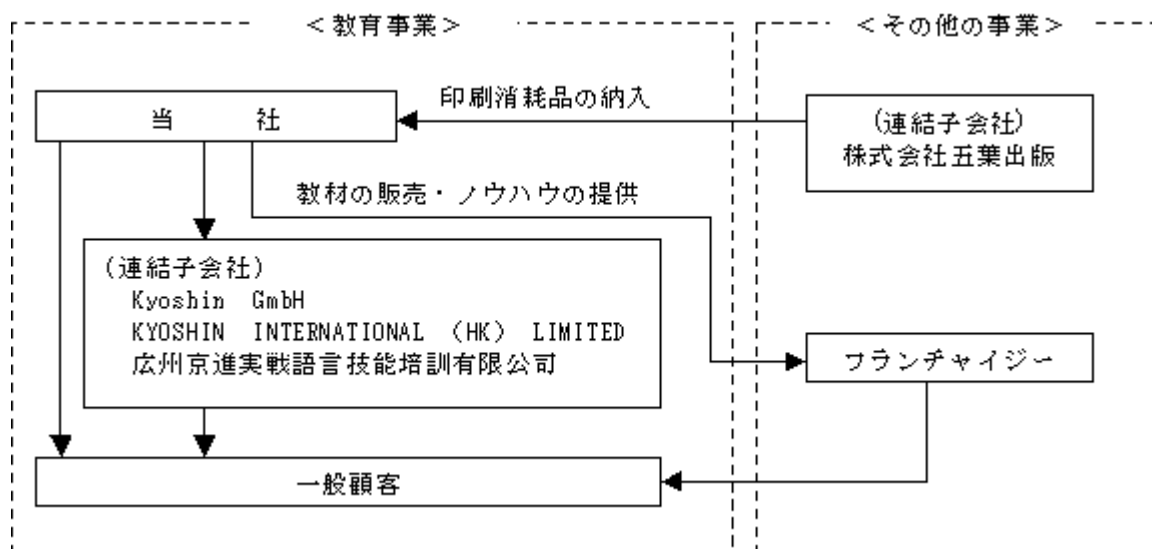 ＜教育事業＞
＜その他の事業＞
印刷消耗品の納入
当　　社
(連結子会社)
株式会社五葉出版
教材の販売・ノウハウの提供
(連結子会社)
Kyoshin GmbH
KYOSHIN INTERNATIONAL (HK) LIMITED
広州京進実戦語言技能培訓有限公司
フランチャイジー
一般顧客